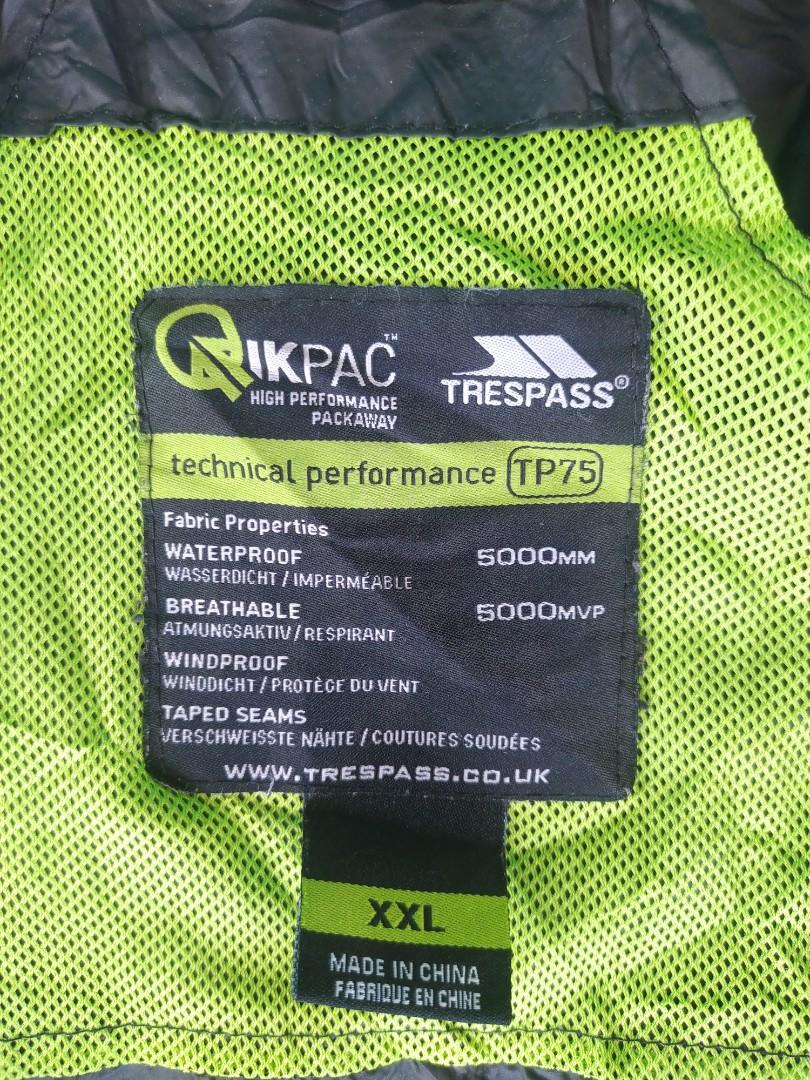 QIKPAC™
HIGH PERFORMANCE
PACKAWAY
TRESPASS®
technical performance TP75
Fabric Properties
WATERPROOF 5000MM
WASSERDICHT / IMPERMÉABLE
BREATHABLE 5000MVP
ATMUNGSAKTIV / RESPIRANT
WINDPROOF
WINDDICHT / PROTÈGE DU VENT
TAPED SEAMS
VERSCHWEISSTE NÄHTE / COUTURES SOUDÉES
WWW.TRESPASS.CO.UK
XXL
MADE IN CHINA
FABRIQUE EN CHINE